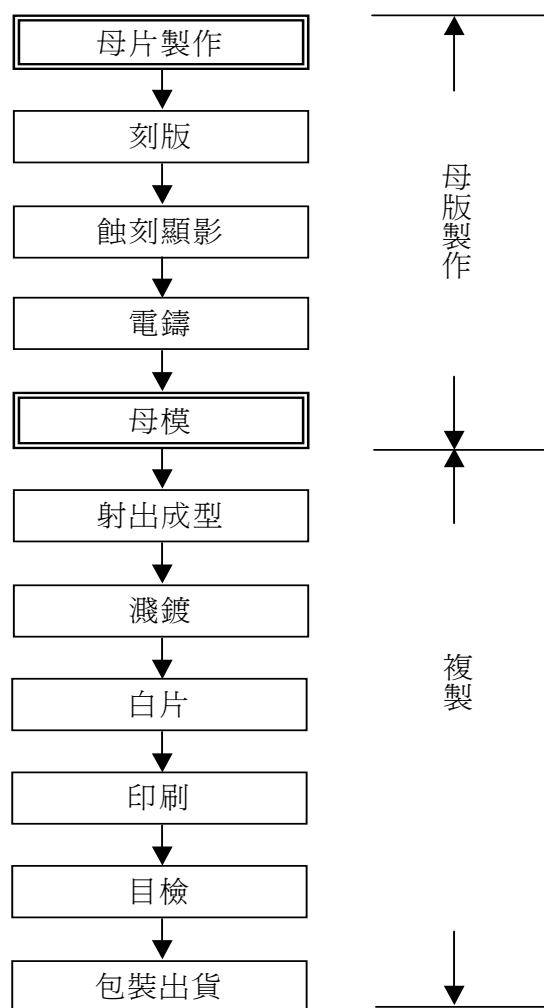 母片製作
刻版
蝕刻顯影
電鑄
母模
射出成型
濺鍍
白片
印刷
目檢
包裝出貨
母版製作
複製